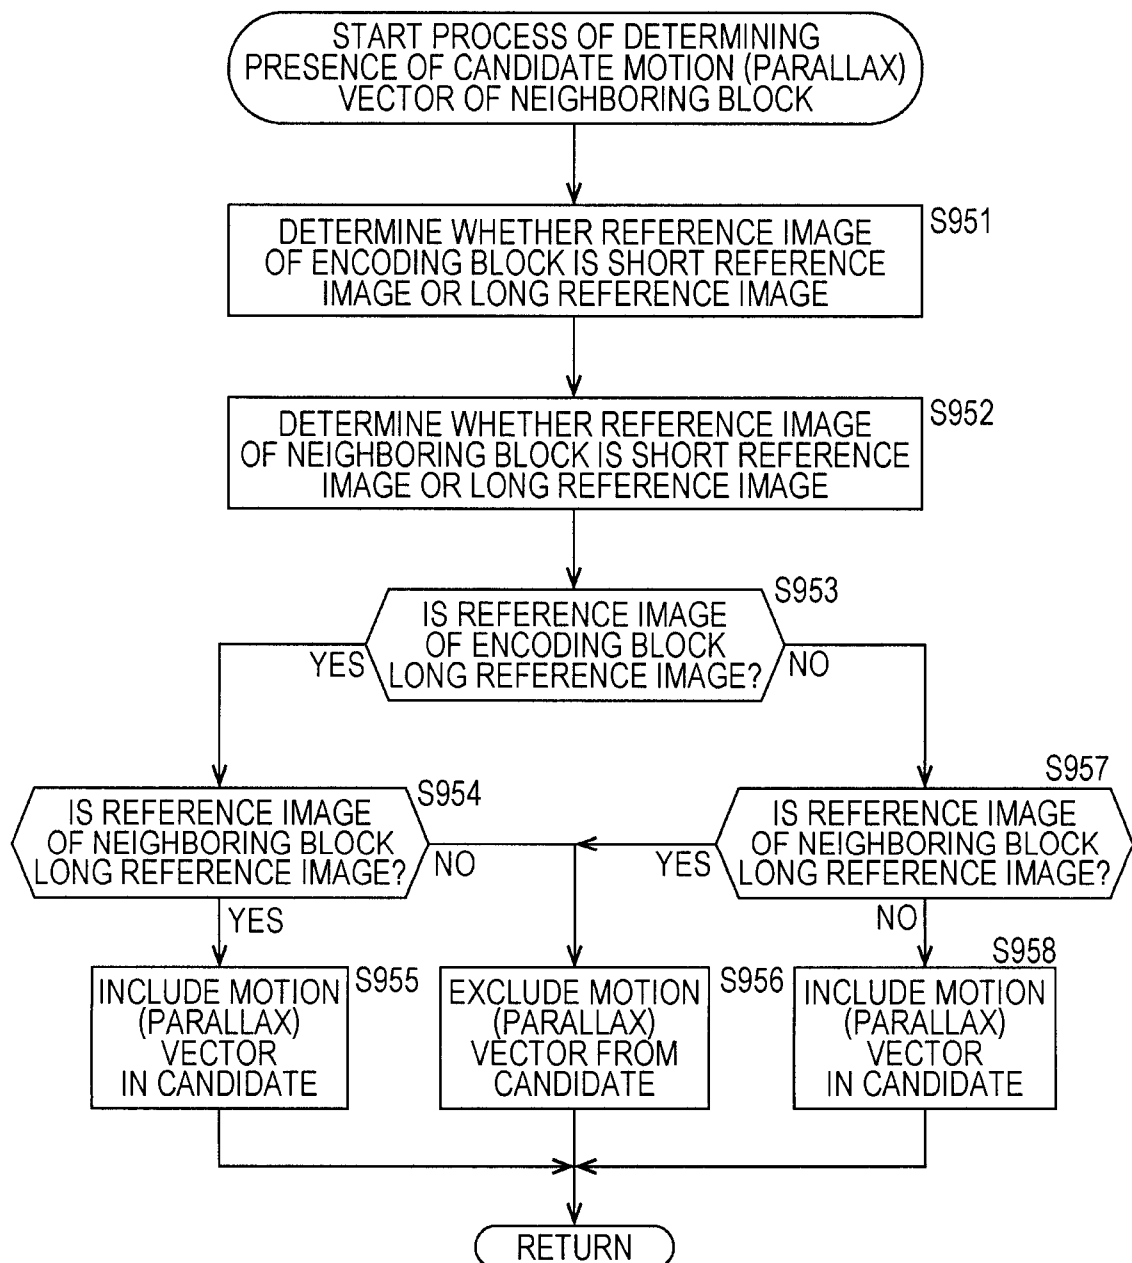 START PROCESS OF DETERMINING
PRESENCE OF CANDIDATE MOTION (PARALLAX)
VECTOR OF NEIGHBORING BLOCK
S951
DETERMINE WHETHER REFERENCE IMAGE
OF ENCODING BLOCK IS SHORT REFERENCE
IMAGE OR LONG REFERENCE IMAGE
S952
DETERMINE WHETHER REFERENCE IMAGE
OF NEIGHBORING BLOCK IS SHORT REFERENCE
IMAGE OR LONG REFERENCE IMAGE
S953
IS REFERENCE IMAGE
OF ENCODING BLOCK
LONG REFERENCE IMAGE?
YES
NO
S954
IS REFERENCE IMAGE
OF NEIGHBORING BLOCK
LONG REFERENCE IMAGE?
NO
YES
S957
IS REFERENCE IMAGE
OF NEIGHBORING BLOCK
LONG REFERENCE IMAGE?
YES
NO
S955
INCLUDE MOTION
(PARALLAX)
VECTOR
IN CANDIDATE
S956
EXCLUDE MOTION
(PARALLAX)
VECTOR FROM
CANDIDATE
S958
INCLUDE MOTION
(PARALLAX)
VECTOR
IN CANDIDATE
RETURN